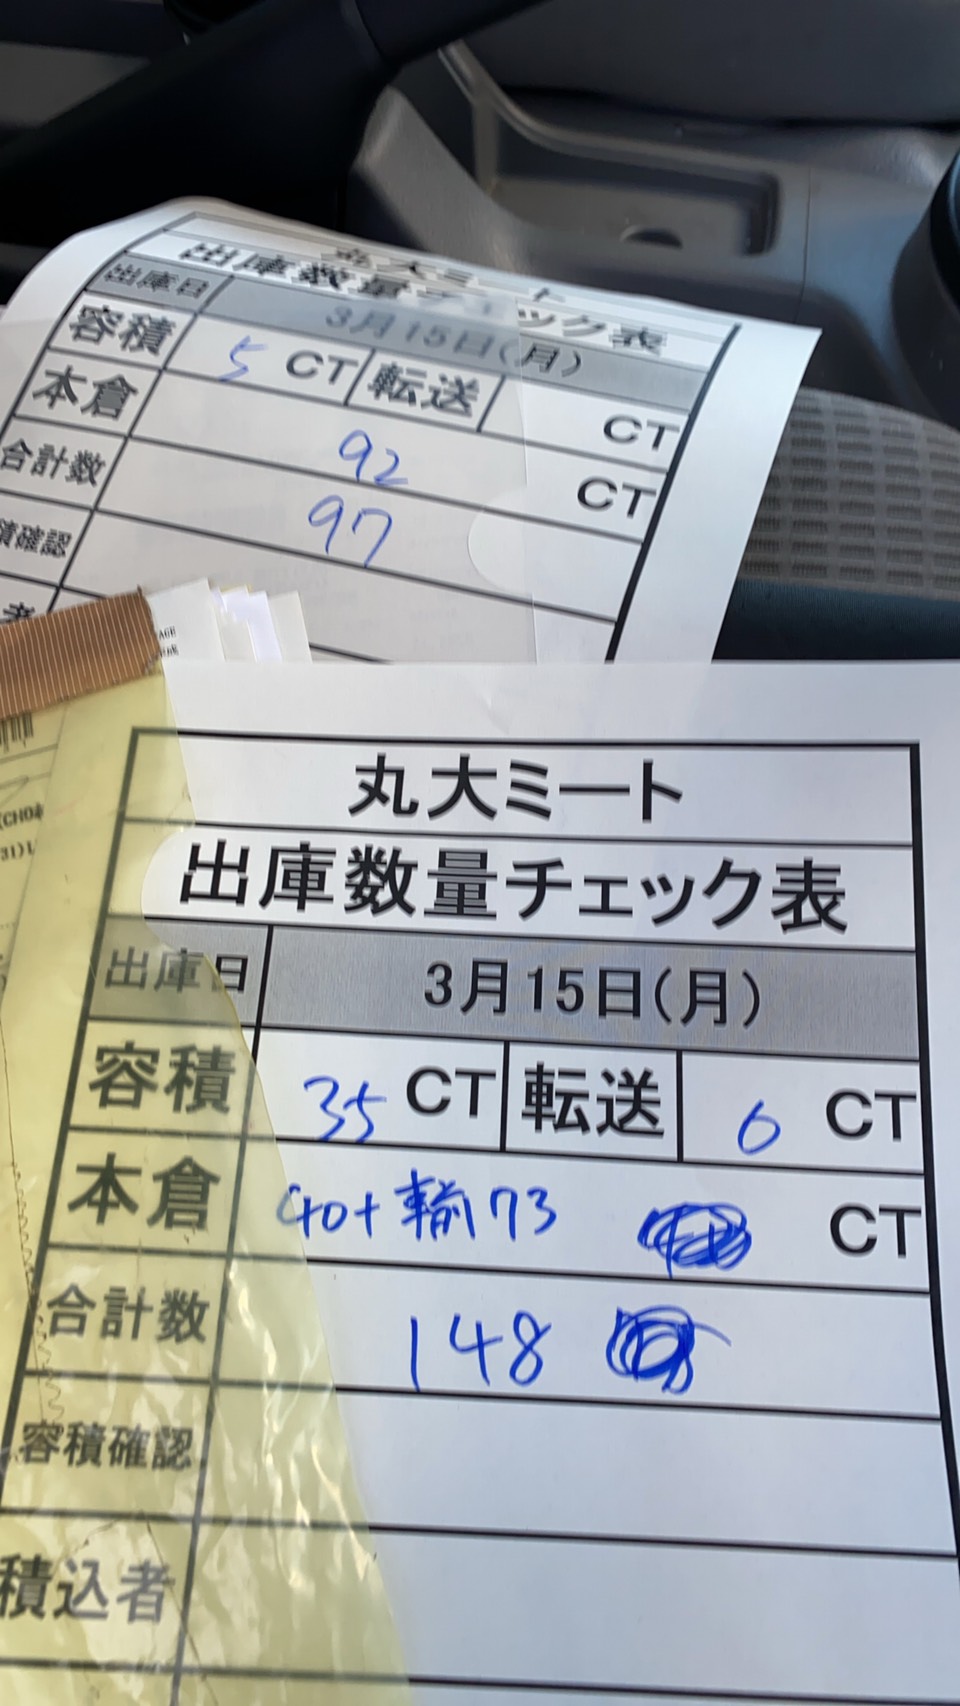 丸大ミート
出庫数量チェック表
出庫日 3月15日(月)
容積 5 CT 転送 CT
本倉 92 CT
合計数 97
積確認
丸大ミート
出庫数量チェック表
出庫日 3月15日(月)
容積 35 CT 転送 0 CT
本倉 40+輸73 CT
合計数 148
容積確認
積込者